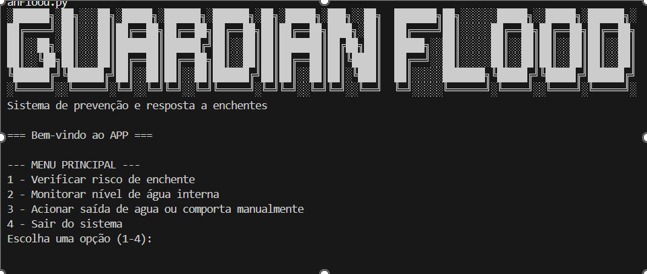 anFlood.py
GUARDIAN FLOOD
Sistema de prevenção e resposta a enchentes
=== Bem-vindo ao APP ===
--- MENU PRINCIPAL ---
1 - Verificar risco de enchente
2 - Monitorar nível de água interna
3 - Acionar saída de agua ou comporta manualmente
4 - Sair do sistema
Escolha uma opção (1-4):